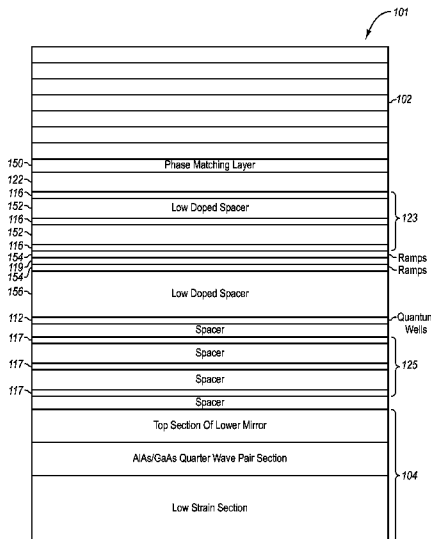 101
102
150
Phase Matching Layer
122
116
152
Low Doped Spacer
116
123
152
116
154
Ramps
119
154
Ramps
156
Low Doped Spacer
112
Quantum
Wells
Spacer
117
Spacer
117
125
Spacer
117
Spacer
Top Section Of Lower Mirror
AlAs/GaAs Quarter Wave Pair Section
104
Low Strain Section